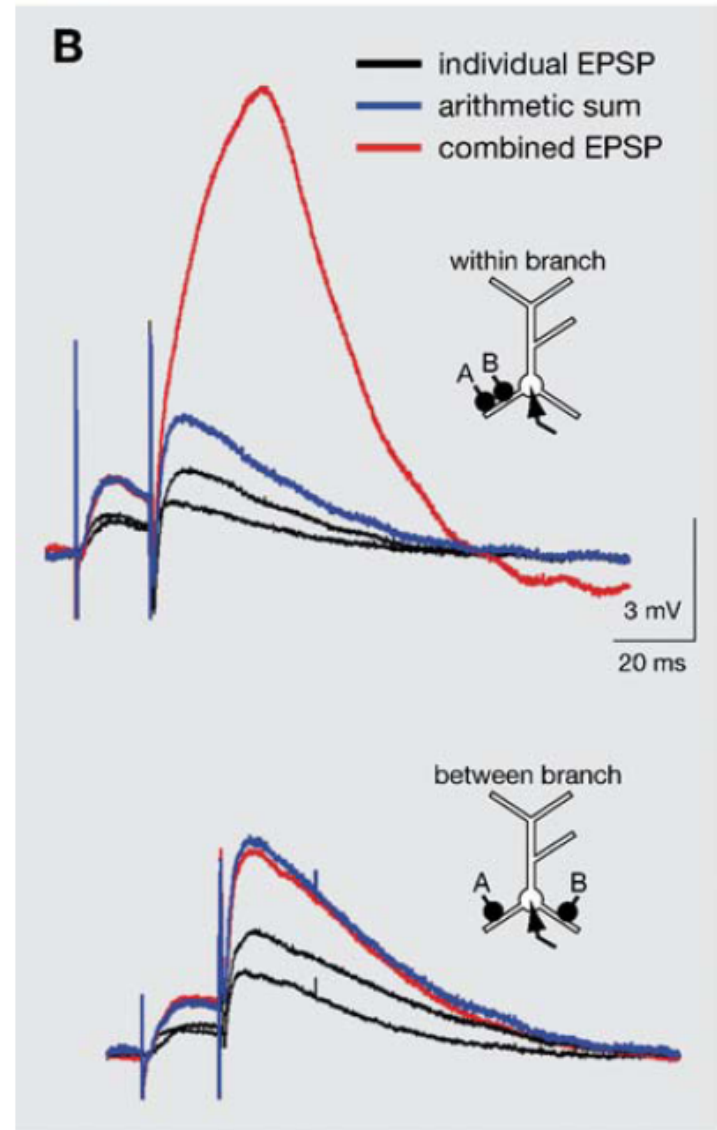 B
individual EPSP
arithmetic sum
combined EPSP
within branch
A B
3 mV
20 ms
between branch
A B